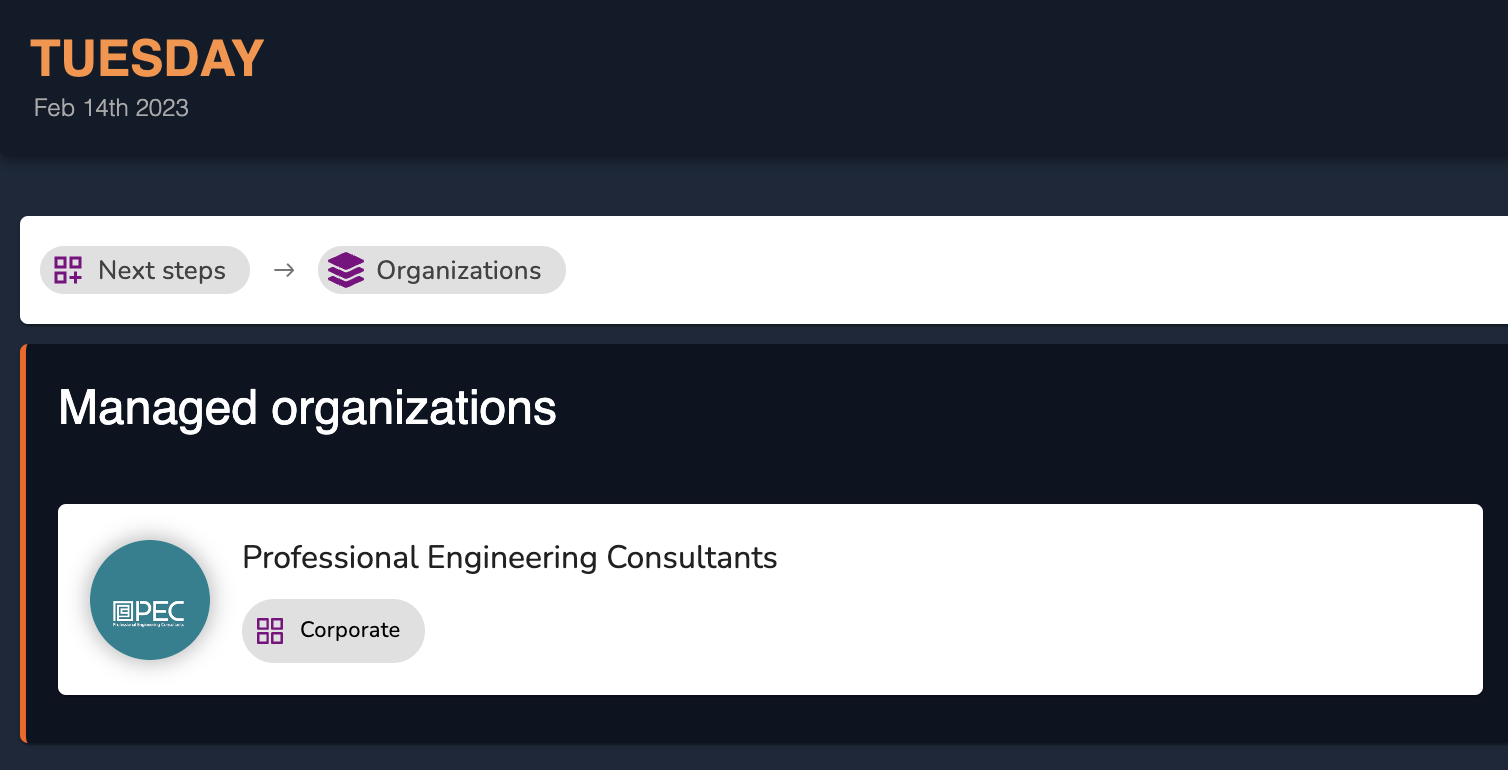 TUESDAY
Feb 14th 2023
Next steps → Organizations
Managed organizations
Professional Engineering Consultants
PEC
Professional Engineering Consultants
Corporate